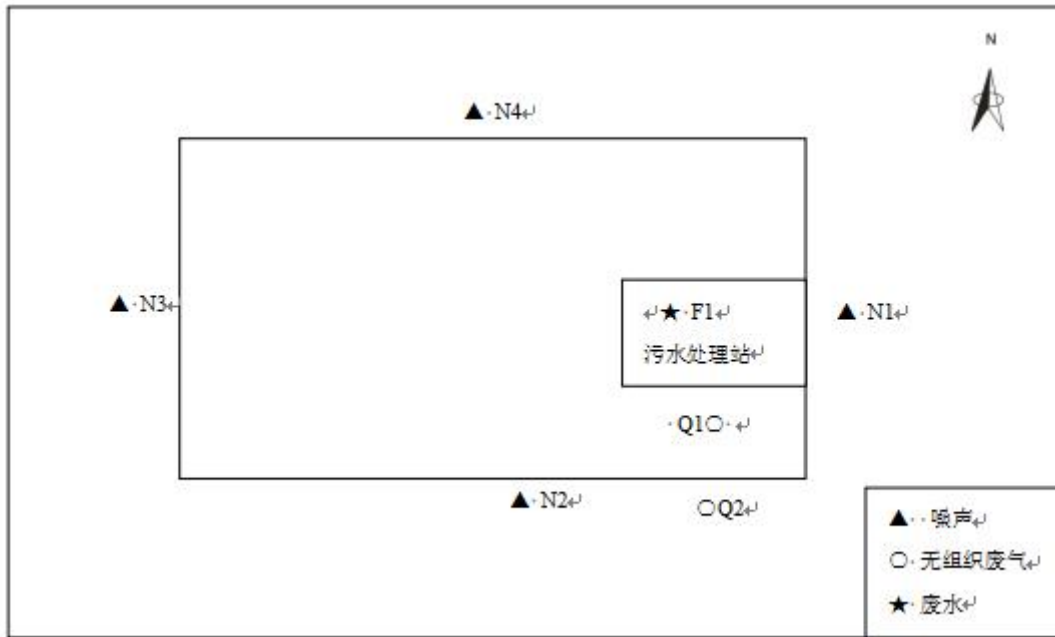 N
▲·N4↵
▲·N3↵
↵★·F1↵
污水处理站↵
▲·N1↵
·Q1○·↵
▲·N2↵
○Q2↵
▲··噪声↵
○·无组织废气↵
★·废水↵